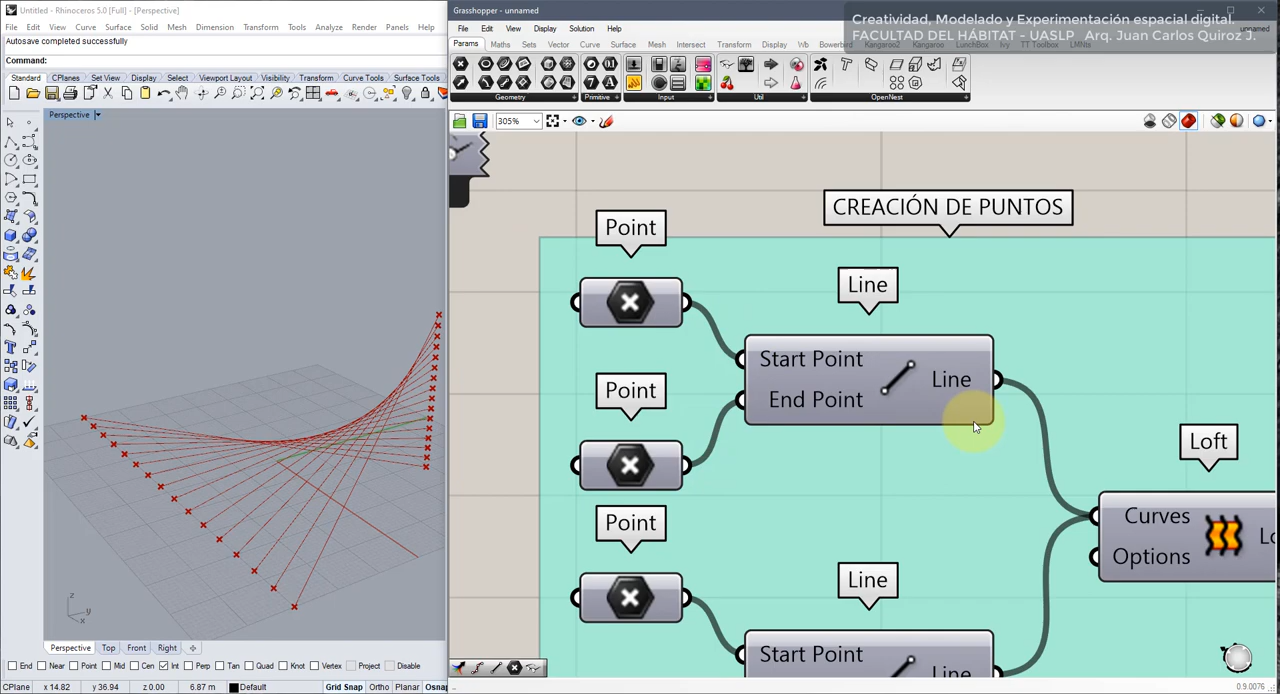 Untitled - Rhinoceros 5.0 [Full] - [Perspective]
File Edit View Curve Surface Solid Mesh Dimension Transform Tools Analyze Render Panels Help
Autosave completed successfully
Command:
Standard CPlanes Set View Display Select Viewport Layout Visibility Transform Curve Tools Surface Tools
Perspective
z
y
x
Perspective Top Front Right
End Near Point Mid Cen Int Perp Tan Quad Knot Vertex Project Disable
CPlane x 14.82 y 36.94 z 0.00 6.87 m Default Grid Snap Ortho Planar Osnap
Grasshopper - unnamed
Creatividad, Modelado y Experimentación espacial digital.
FACULTAD DEL HÁBITAT - UASLP Arq. Juan Carlos Quiroz J.
File Edit View Display Solution Help
unnamed
Params Maths Sets Vector Curve Surface Mesh Intersect Transform Display Wb Bowerbird Kangaroo2 Kangaroo LunchBox Ivy TT Toolbox LMNts
Geometry Primitive Input Util OpenNest
305%
CREACIÓN DE PUNTOS
Point
Line
Start Point
End Point
Line
Point
Loft
Curves
Options
Point
Line
Start Point
Line
0.9.0076